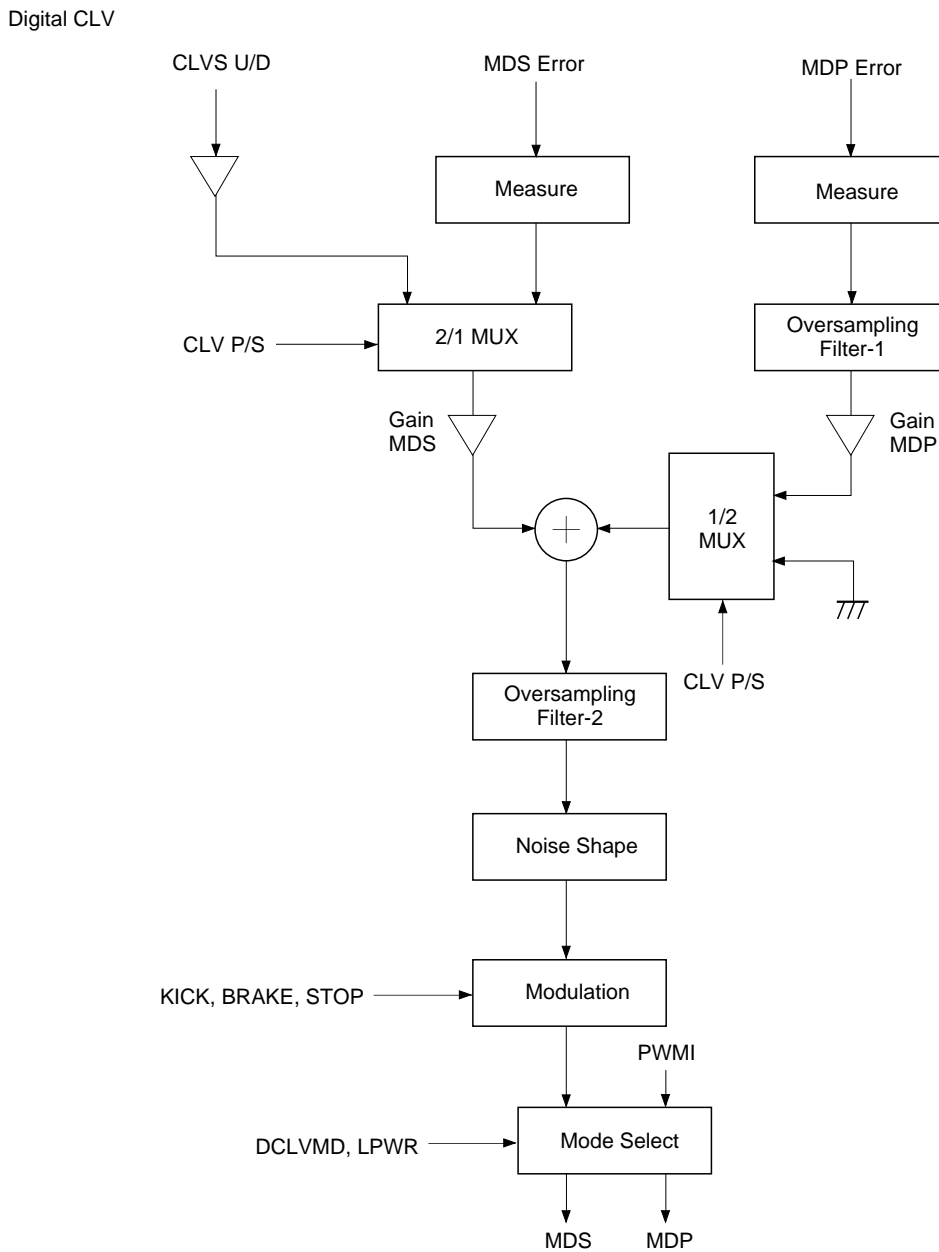 Digital CLV
CLVS U/D
MDS Error
MDP Error
Measure
Measure
2/1 MUX
Oversampling
Filter-1
CLV P/S
Gain
MDS
Gain
MDP
1/2
MUX
CLV P/S
Oversampling
Filter-2
Noise Shape
KICK, BRAKE, STOP
Modulation
PWMI
DCLVMD, LPWR
Mode Select
MDS
MDP